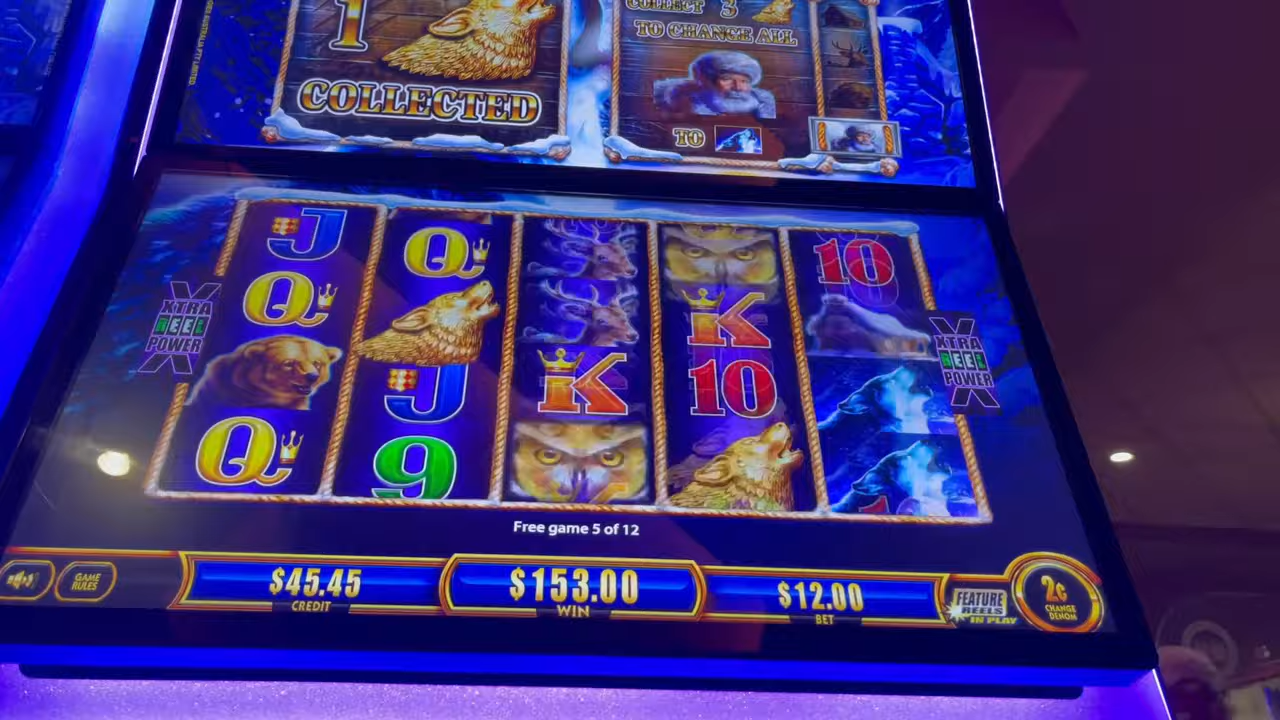 1
COLLECTED
COLLECT 3
TO CHANGE ALL
TO
XTRA
REEL
POWER
J
Q
10
Q
K
XTRA
REEL
POWER
J
K
10
Q
9
Free game 5 of 12
GAME
RULES
$45.45
CREDIT
$153.00
WIN
$12.00
BET
FEATURE
REELS
IN PLAY
2¢
CHANGE
DENOM